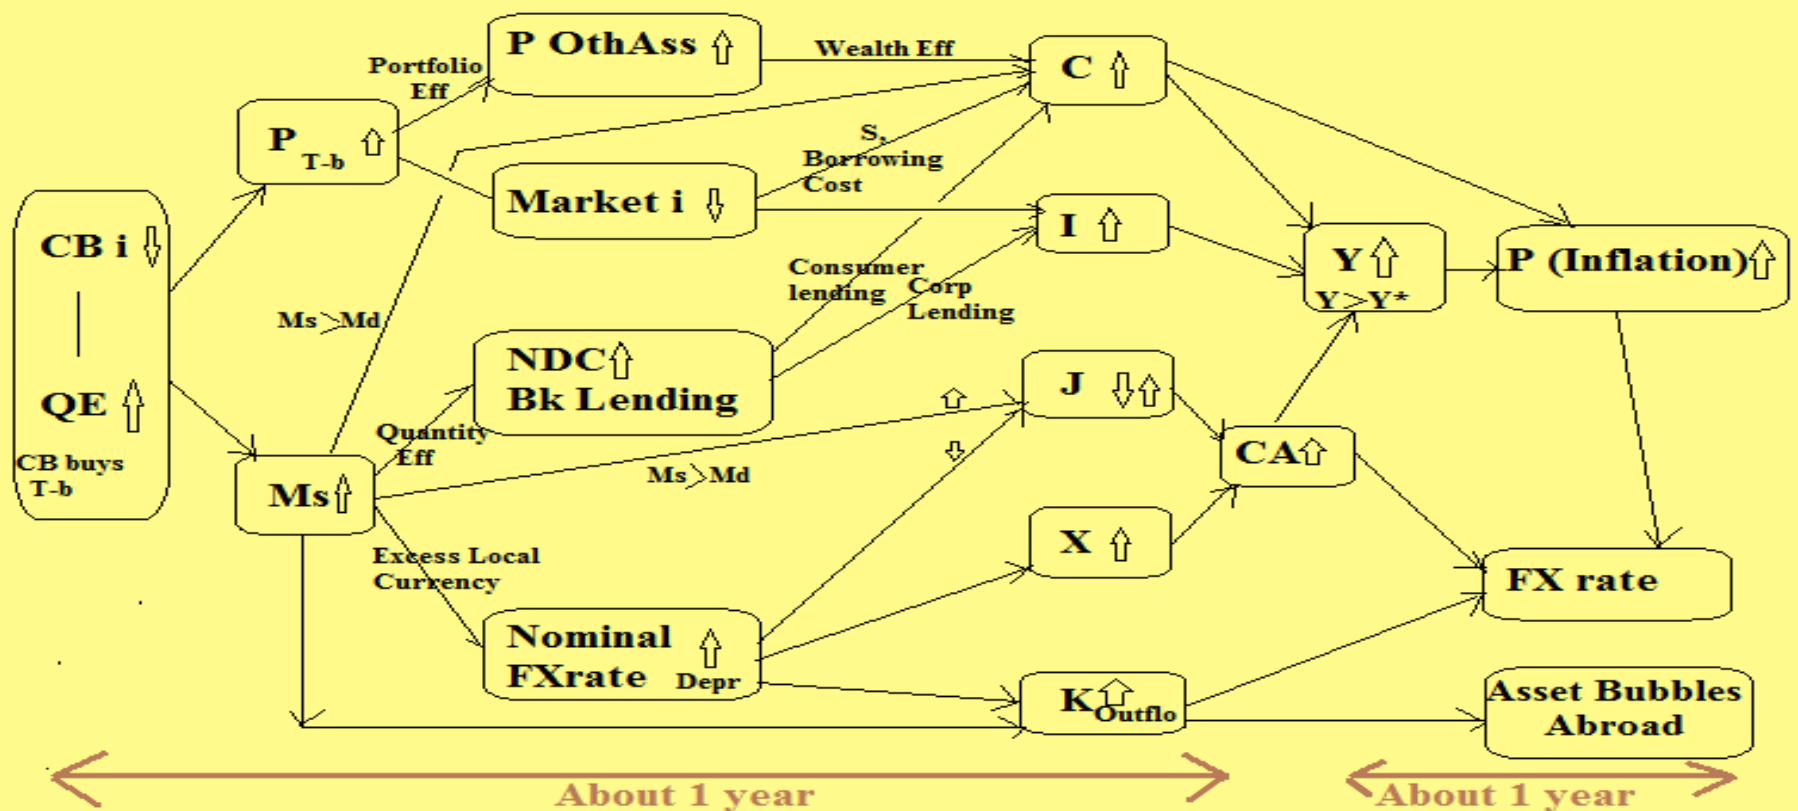 P OthAss
Wealth Eff
C
Portfolio
Eff
P T-b
S,
Borrowing
Cost
Market i
I
CB i
Y
Y>Y*
P (Inflation)
Consumer
lending
Corp
Lending
Ms>Md
NDC
Bk Lending
J
QE
Quantity
Eff
CA
CB buys
T-b
Ms
Ms>Md
X
Excess Local
Currency
FX rate
Nominal
FXrate Depr
K Outflo
Asset Bubbles
Abroad
About 1 year
About 1 year